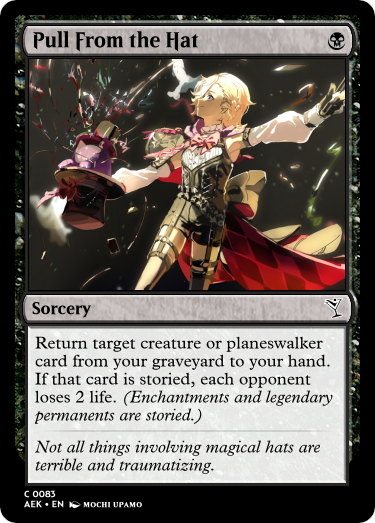 Pull From the Hat
Sorcery
Return target creature or planeswalker
card from your graveyard to your hand.
If that card is storied, each opponent
loses 2 life. (Enchantments and legendary
permanents are storied.)
Not all things involving magical hats are
terrible and traumatizing.
C 0083
AEK • EN MOCHI UPAMO